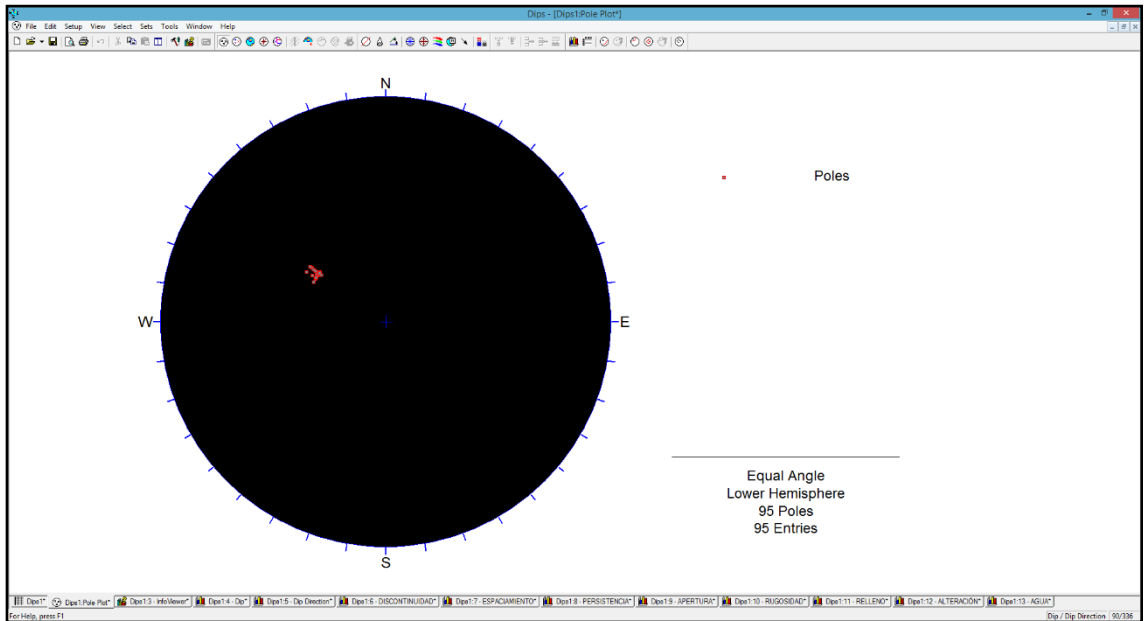 Dips - [Dips1:Pole Plot*]
File Edit Setup View Select Sets Tools Window Help
N
W
E
S
Poles
Equal Angle
Lower Hemisphere
95 Poles
95 Entries
Dips1* Dips1:Pole Plot* Dips1:3 - InfoViewer* Dips1:4 - Dip* Dips1:5 - Dip Direction* Dips1:6 - DISCONTINUIDAD* Dips1:7 - ESPACIAMIENTO* Dips1:8 - PERSISTENCIA* Dips1:9 - APERTURA* Dips1:10 - RUGOSIDAD* Dips1:11 - RELLENO* Dips1:12 - ALTERACIÓN* Dips1:13 - AGUA*
For Help, press F1 Dip / Dip Direction 90/336